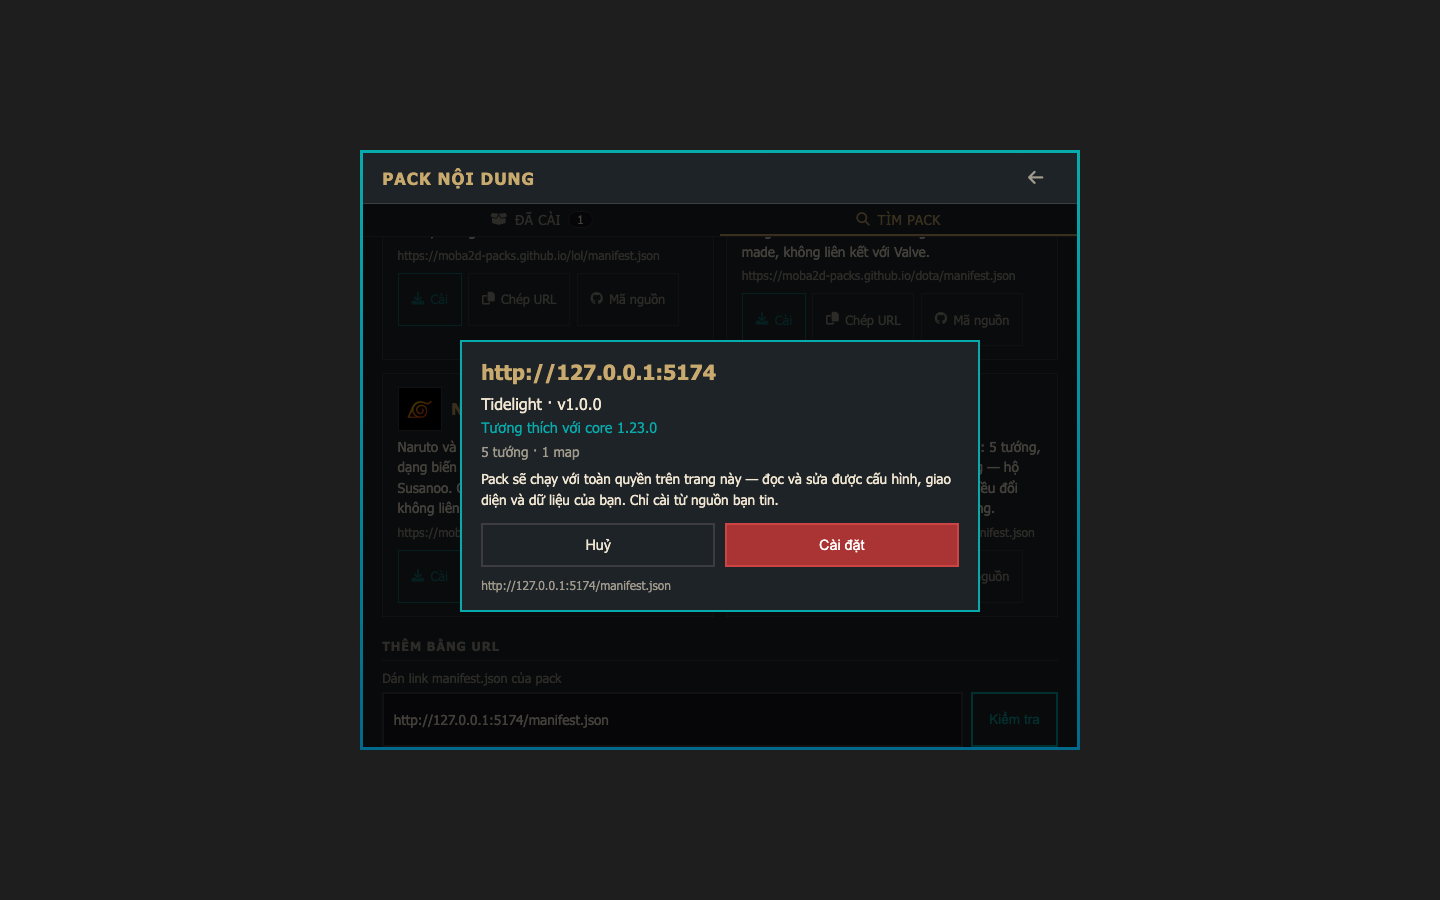 PACK NỘI DUNG
ĐÃ CÀI 1
TÌM PACK
https://moba2d-packs.github.io/lol/manifest.json
Cài
Chép URL
Mã nguồn
made, không liên kết với Valve.
https://moba2d-packs.github.io/dota/manifest.json
Cài
Chép URL
Mã nguồn
http://127.0.0.1:5174
Tidelight · v1.0.0
Tương thích với core 1.23.0
5 tướng · 1 map
Pack sẽ chạy với toàn quyền trên trang này — đọc và sửa được cấu hình, giao
diện và dữ liệu của bạn. Chỉ cài từ nguồn bạn tin.
Huỷ
Cài đặt
http://127.0.0.1:5174/manifest.json
Naruto và
dạng biến
Susanoo.
không liên
Cài
: 5 tướng,
— hộ
đổi
THÊM BẰNG URL
Dán link manifest.json của pack
http://127.0.0.1:5174/manifest.json
Kiểm tra